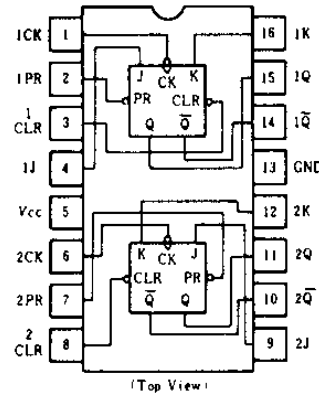 1CK 1 16 1K
1PR 2 15 1Q
1 CLR 3 14 1Q̅
1J 4 13 GND
Vcc 5 12 2K
2CK 6 11 2Q
2PR 7 10 2Q̅
2 CLR 8 9 2J
J CK K
PR CLR
Q Q̅
K CK J
CLR PR
Q̅ Q
(Top View)